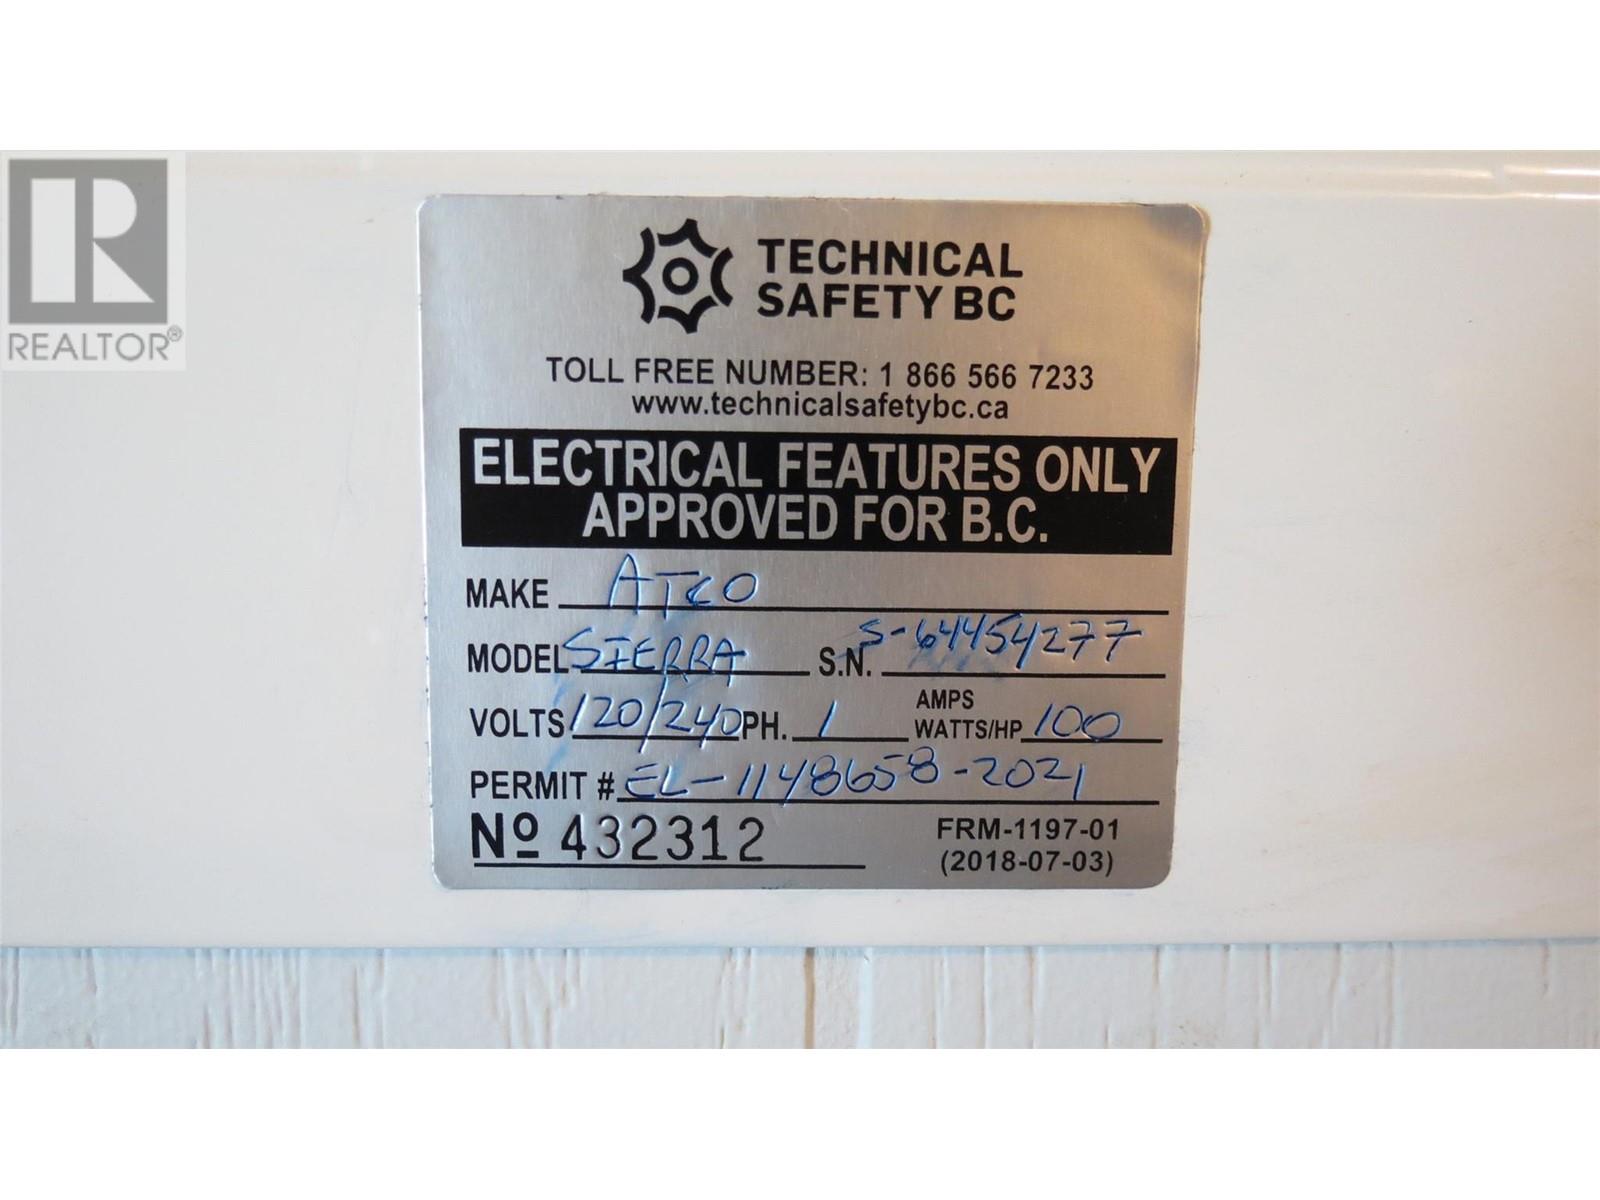 REALTOR®
TECHNICAL
SAFETY BC
TOLL FREE NUMBER: 1 866 566 7233
www.technicalsafetybc.ca
ELECTRICAL FEATURES ONLY
APPROVED FOR B.C.
MAKE ATCO
MODEL SIERRA S.N. S-64454277
VOLTS 120/240 PH. 1 AMPS
WATTS/HP 100
PERMIT # EL-1148658-2021
Nº 432312
FRM-1197-01
(2018-07-03)